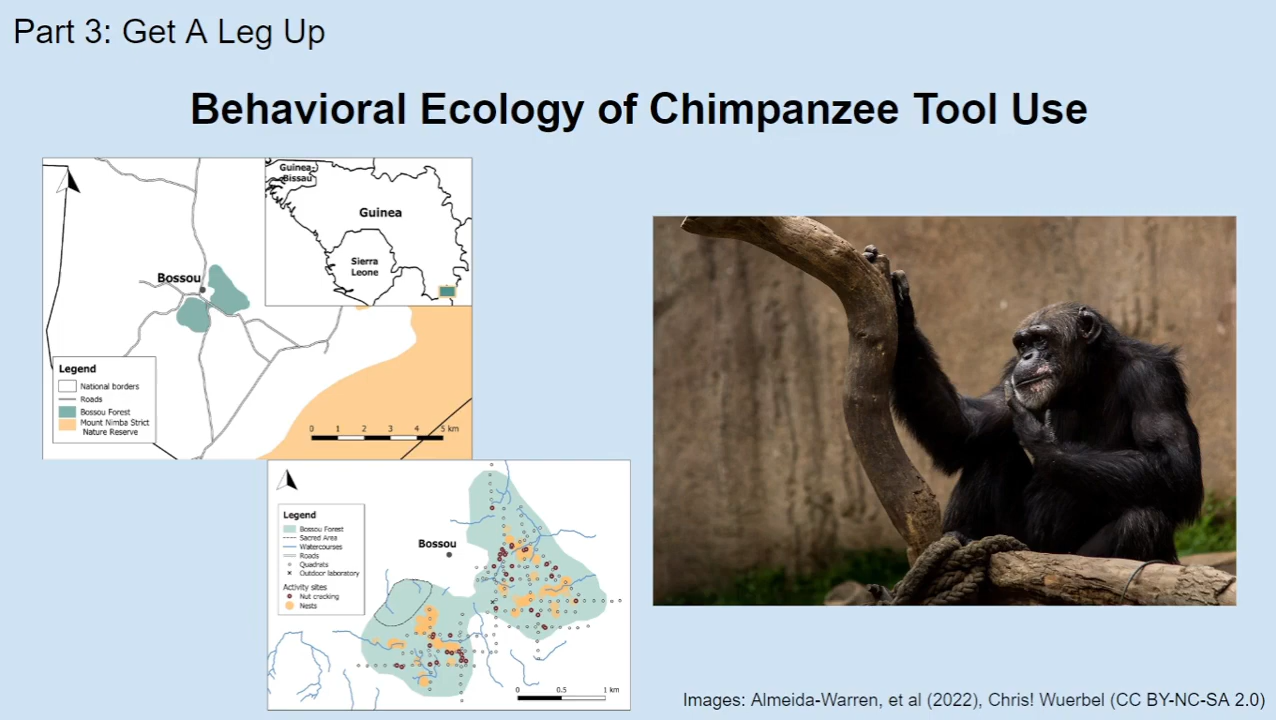 Part 3: Get A Leg Up
Behavioral Ecology of Chimpanzee Tool Use
Guinea-
Bissau
Guinea
Sierra
Leone
Bossou
Legend
National borders
Roads
Bossou Forest
Mount Nimba Strict
Nature Reserve
0 1 2 3 4 5 km
Legend
Bossou Forest
Sacred Area
Watercourses
Roads
Quadrats
Outdoor laboratory
Activity sites
Nut cracking
Nests
Bossou
0 0.5 1 km
Images: Almeida-Warren, et al (2022), Chris! Wuerbel (CC BY-NC-SA 2.0)